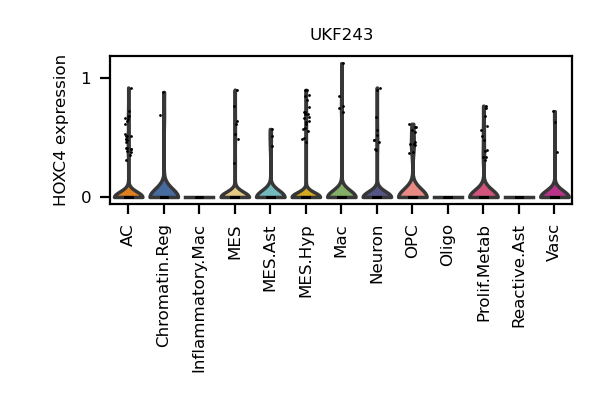 UKF243
HOXC4 expression
1
0
AC
Chromatin.Reg
Inflammatory.Mac
MES
MES.Ast
MES.Hyp
Mac
Neuron
OPC
Oligo
Prolif.Metab
Reactive.Ast
Vasc